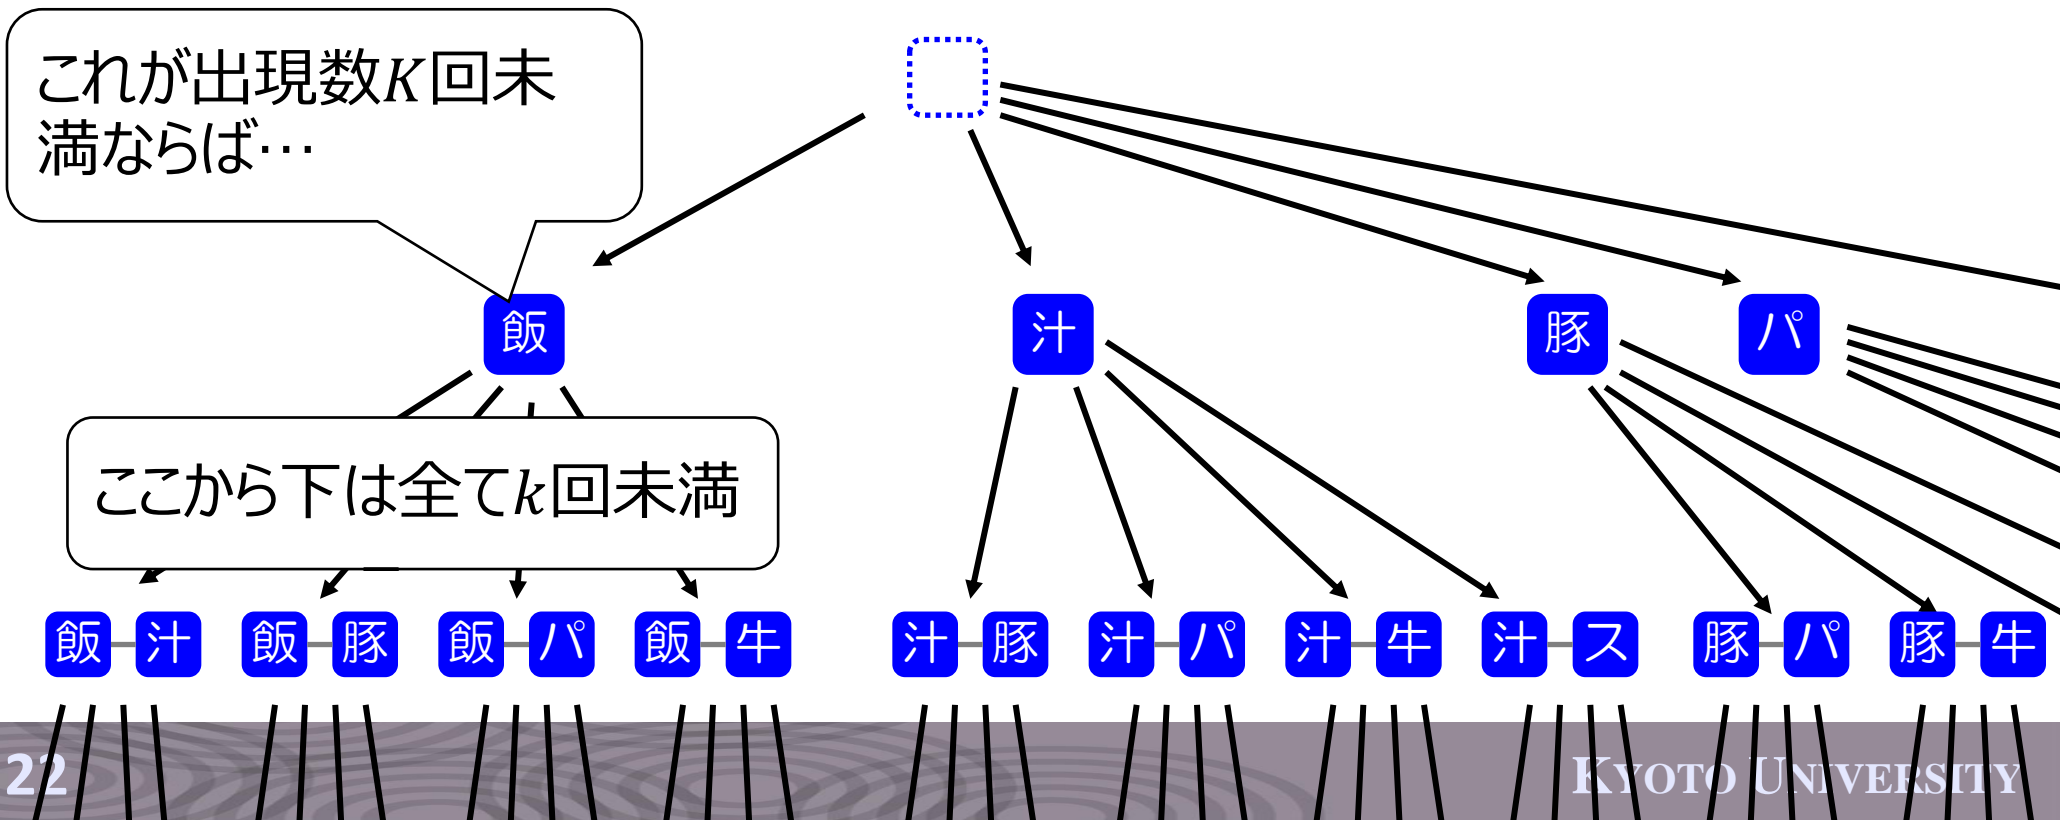 これが出現数K回未
満ならば…
飯 汁 豚 パ
ここから下は全てk回未満
飯 汁 飯 豚 飯 パ 飯 牛 汁 豚 汁 パ 汁 牛 汁 ス 豚 パ 豚 牛
22
KYOTO UNIVERSITY